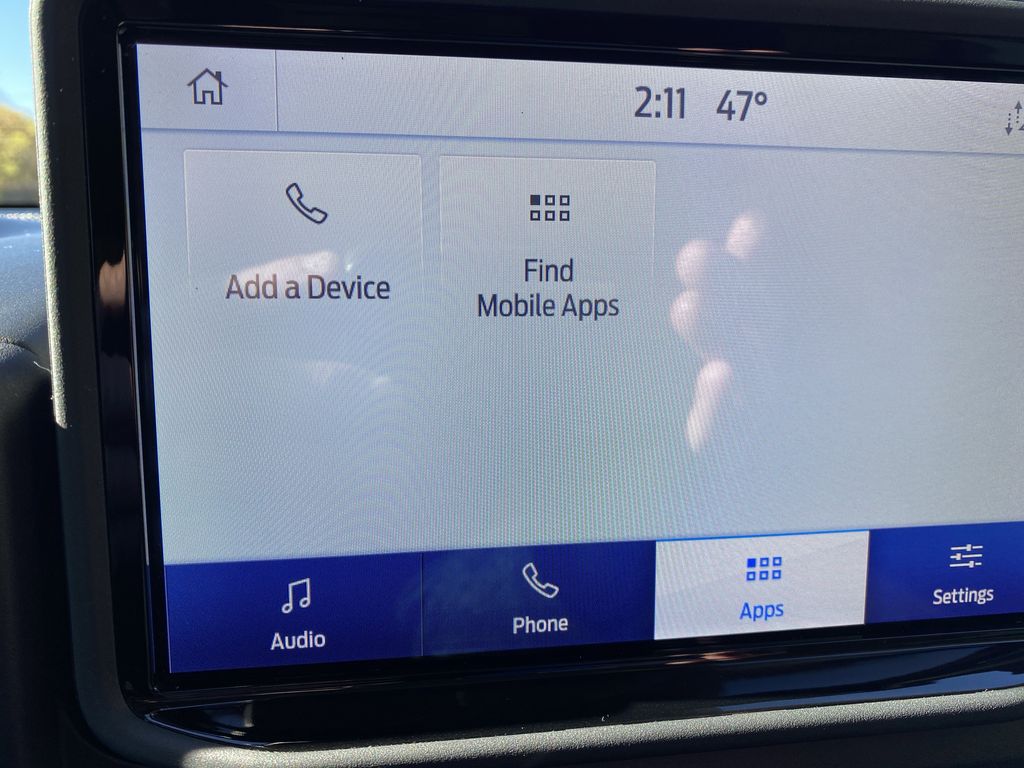 2:11 47°
Add a Device
Find
Mobile Apps
Audio
Phone
Apps
Settings